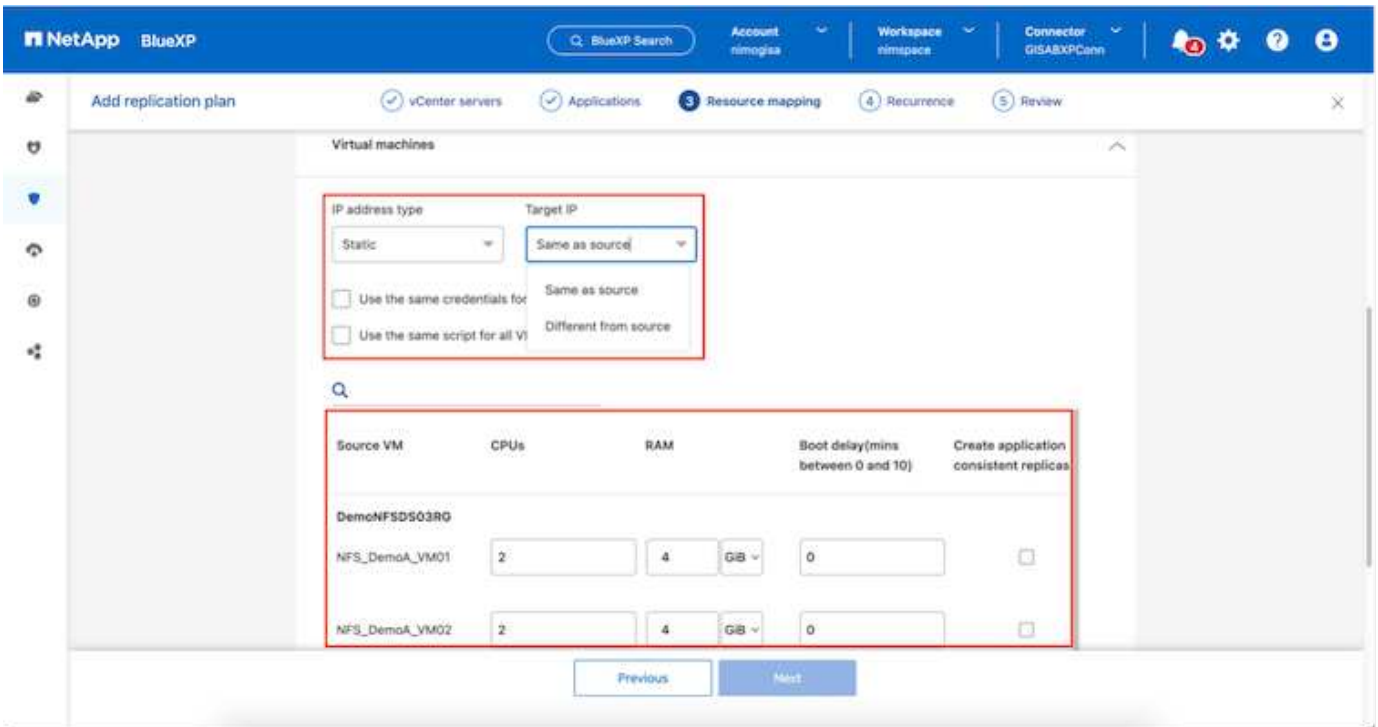 NetApp BlueXP
BlueXP Search
Account
nimogisa
Workspace
nimspace
Connector
GISABXPConn
4
Add replication plan
vCenter servers
Applications
3 Resource mapping
4 Recurrence
5 Review
Virtual machines
IP address type
Target IP
Static
Same as source
Same as source
Different from source
Use the same credentials for
Use the same script for all VM
Source VM
CPUs
RAM
Boot delay(mins between 0 and 10)
Create application consistent replicas
DemoNFSDS03RG
NFS_DemoA_VM01 2 4 GiB 0
NFS_DemoA_VM02 2 4 GiB 0
Previous
Next